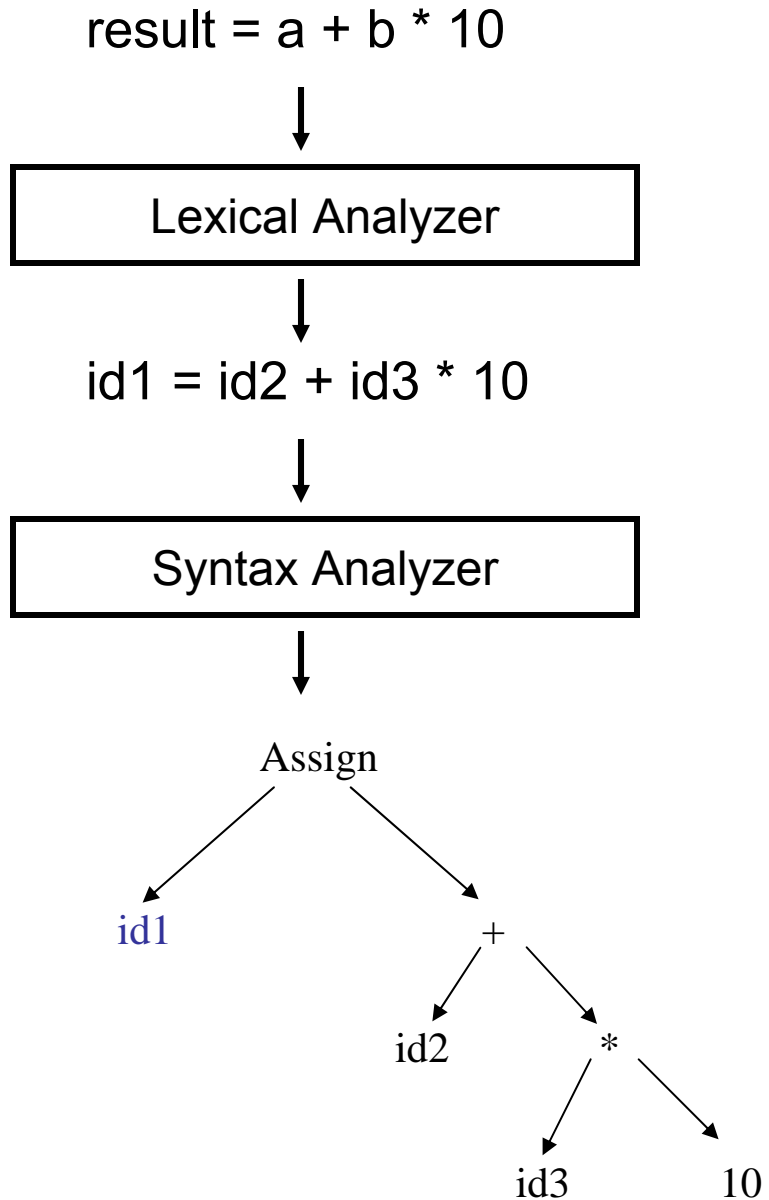 result = a + b * 10
Lexical Analyzer
id1 = id2 + id3 * 10
Syntax Analyzer
Assign
id1 +
id2 *
id3 10